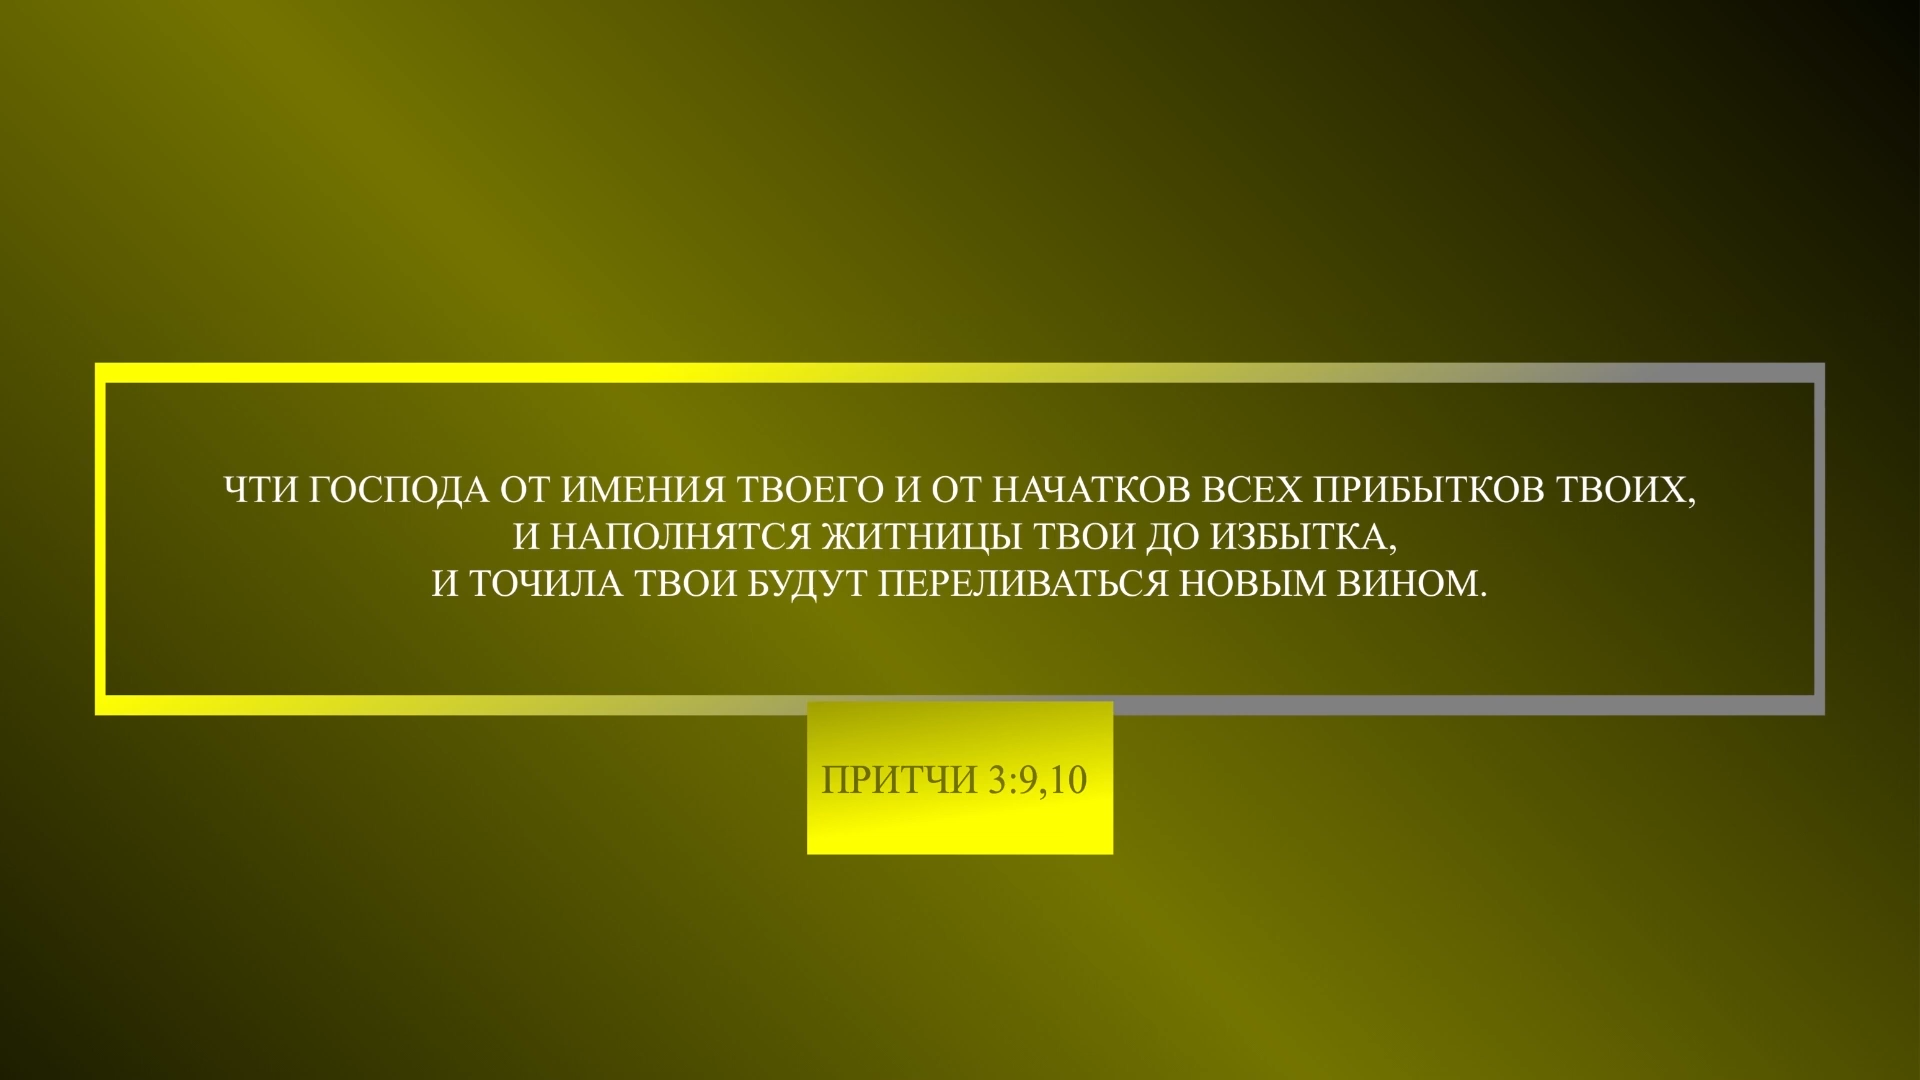 ЧТИ ГОСПОДА ОТ ИМЕНИЯ ТВОЕГО И ОТ НАЧАТКОВ ВСЕХ ПРИБЫТКОВ ТВОИХ,
И НАПОЛНЯТСЯ ЖИТНИЦЫ ТВОИ ДО ИЗБЫТКА,
И ТОЧИЛА ТВОИ БУДУТ ПЕРЕЛИВАТЬСЯ НОВЫМ ВИНОМ.
ПРИТЧИ 3:9,10